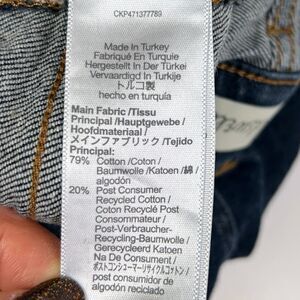 CKP471377789
Made In Turkey
Fabriqué En Turquie
Hergestellt In Der Türkei
Vervaardigd In Turkije
トルコ製
hecho en turquía
Main Fabric /Tissu
Principal /Hauptgewebe /
Hoofdmateriaal /
メインファブリック /Tejido
Principal:
79% Cotton /Coton /
Baumwolle /Katoen /綿 /
algodón
20% Post Consumer
Recycled Cotton /
Coton Recyclé Post
Consommateur /
Post-Verbraucher-
Recycling-Baumwolle /
Gerecycleerd Katoen
Na De Consument /
ポストコンシューマーリサイクルコットン /
algodón reciclado